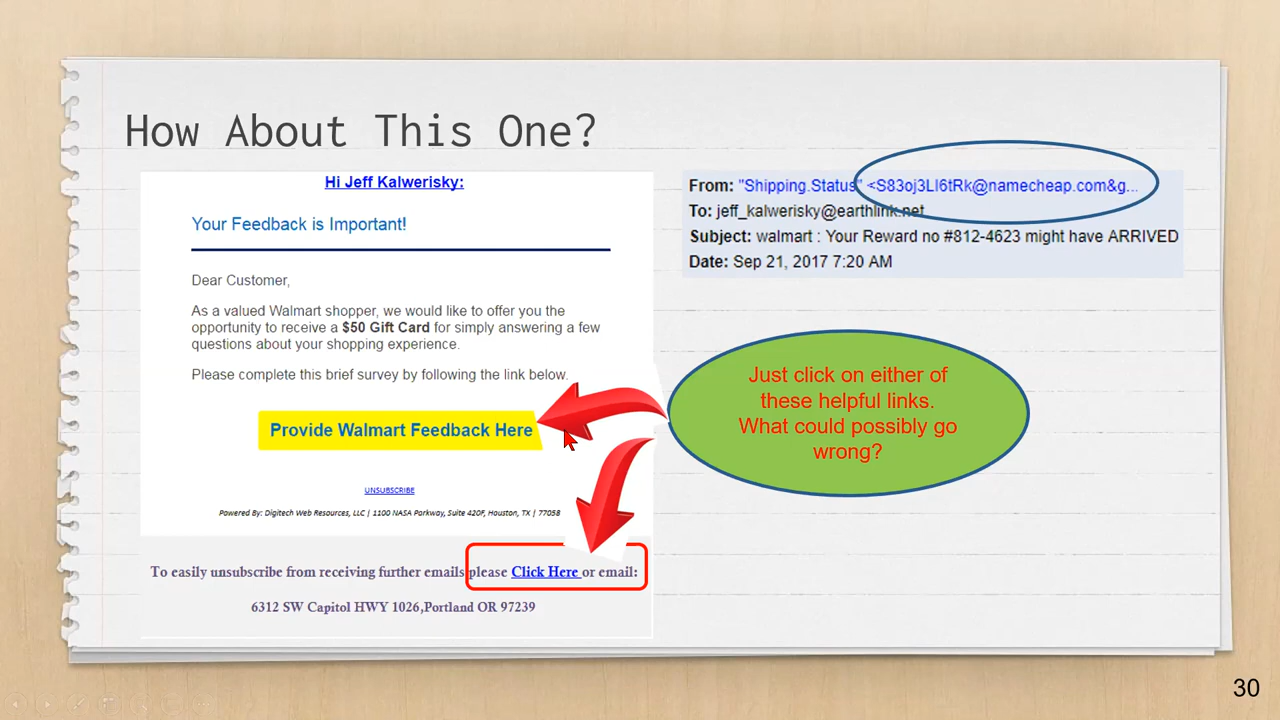 How About This One?
Hi Jeff Kalwerisky:
Your Feedback is Important!
Dear Customer,
As a valued Walmart shopper, we would like to offer you the
opportunity to receive a $50 Gift Card for simply answering a few
questions about your shopping experience.
Please complete this brief survey by following the link below.
Provide Walmart Feedback Here
UNSUBSCRIBE
Powered By: Digitech Web Resources, LLC | 1100 NASA Parkway, Suite 420F, Houston, TX | 77058
To easily unsubscribe from receiving further emails please Click Here or email:
6312 SW Capitol HWY 1026,Portland OR 97239
From: "Shipping.Status" <S83oj3LI6tRk@namecheap.com&g...
To: jeff_kalwerisky@earthlink.net
Subject: walmart : Your Reward no #812-4623 might have ARRIVED
Date: Sep 21, 2017 7:20 AM
Just click on either of
these helpful links.
What could possibly go
wrong?
30